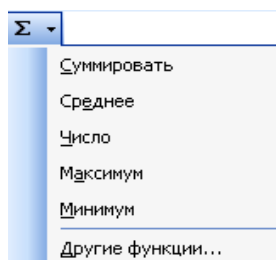 Σ
Суммировать
Среднее
Число
Максимум
Минимум
Другие функции...